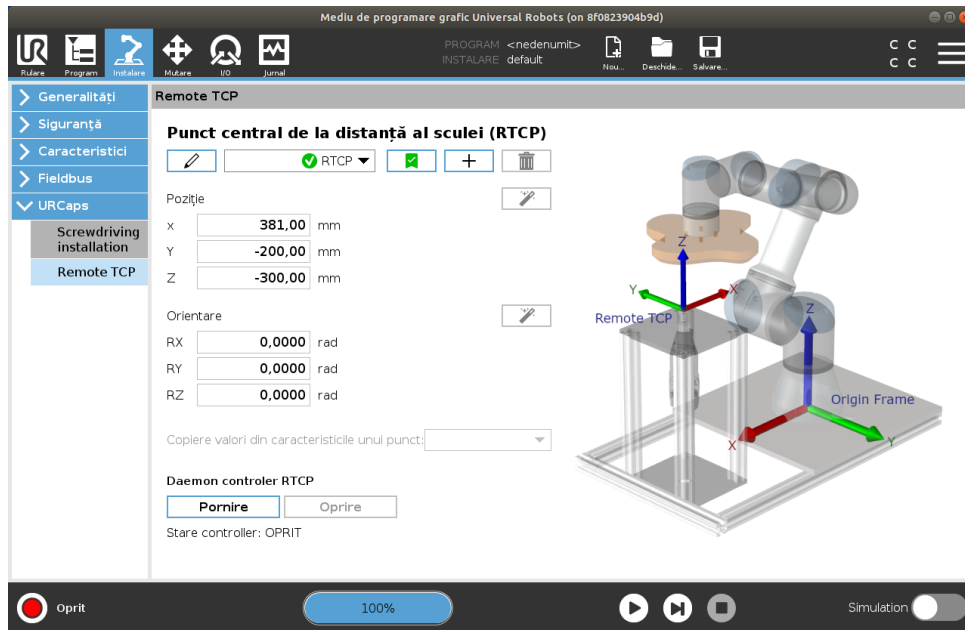 Mediu de programare grafic Universal Robots (on 8f0823904b9d)
Rulare
Program
Instalare
Mutare
I/O
Jurnal
PROGRAM <nedenumit>
INSTALARE default
Nou...
Deschide...
Salvare...
C C
C C
Generalități
Siguranță
Caracteristici
Fieldbus
URCaps
Screwdriving
installation
Remote TCP
Remote TCP
Punct central de la distanță al sculei (RTCP)
RTCP
Poziție
x 381,00 mm
Y -200,00 mm
Z -300,00 mm
Orientare
RX 0,0000 rad
RY 0,0000 rad
RZ 0,0000 rad
Copiere valori din caracteristicile unui punct:
Daemon controler RTCP
Pornire
Oprire
Stare controller: OPRIT
Z
Y
X
Remote TCP
Z
Origin Frame
X
Y
Oprit
100%
Simulation